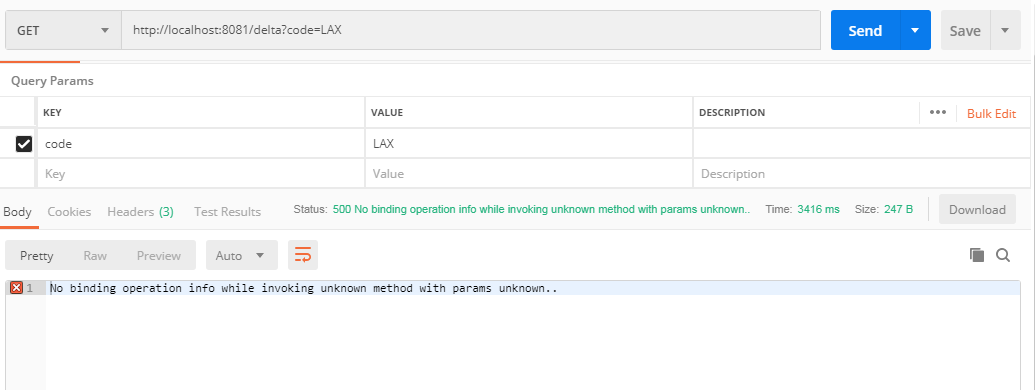 GET http://localhost:8081/delta?code=LAX Send Save
Query Params
KEY VALUE DESCRIPTION ••• Bulk Edit
code LAX
Key Value Description
Body Cookies Headers (3) Test Results Status: 500 No binding operation info while invoking unknown method with params unknown.. Time: 3416 ms Size: 247 B Download
Pretty Raw Preview Auto
1 No binding operation info while invoking unknown method with params unknown..